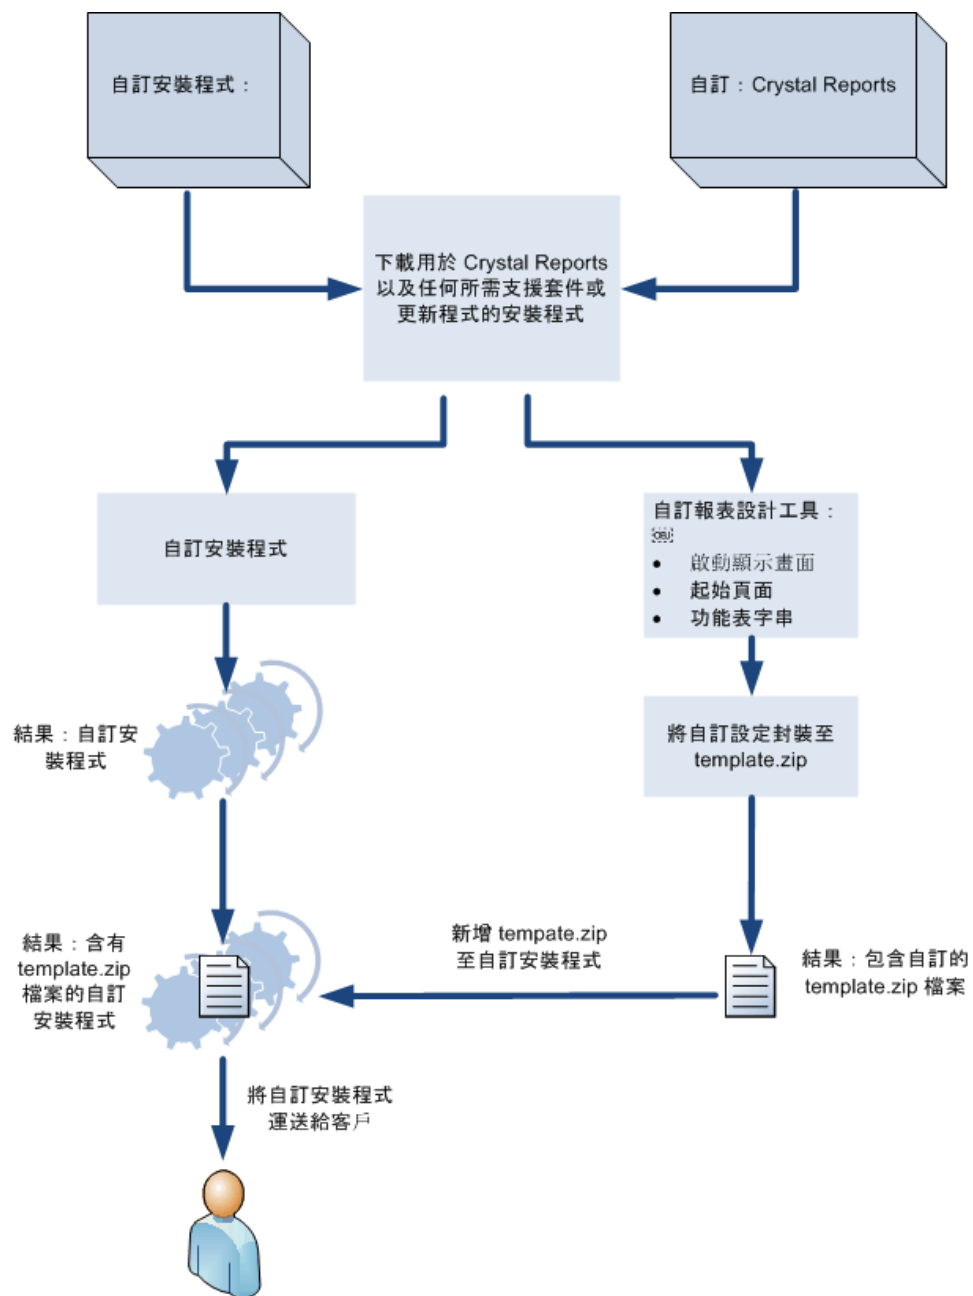 自訂安裝程式：
自訂：Crystal Reports
下載用於 Crystal Reports
以及任何所需支援套件或
更新程式的安裝程式
自訂安裝程式
自訂報表設計工具：
OBJ
• 啟動顯示畫面
• 起始頁面
• 功能表字串
結果：自訂安
裝程式
將自訂設定封裝至
template.zip
結果：含有
template.zip
檔案的自訂
安裝程式
新增 tempate.zip
至自訂安裝程式
結果：包含自訂的
template.zip 檔案
將自訂安裝程式
運送給客戶